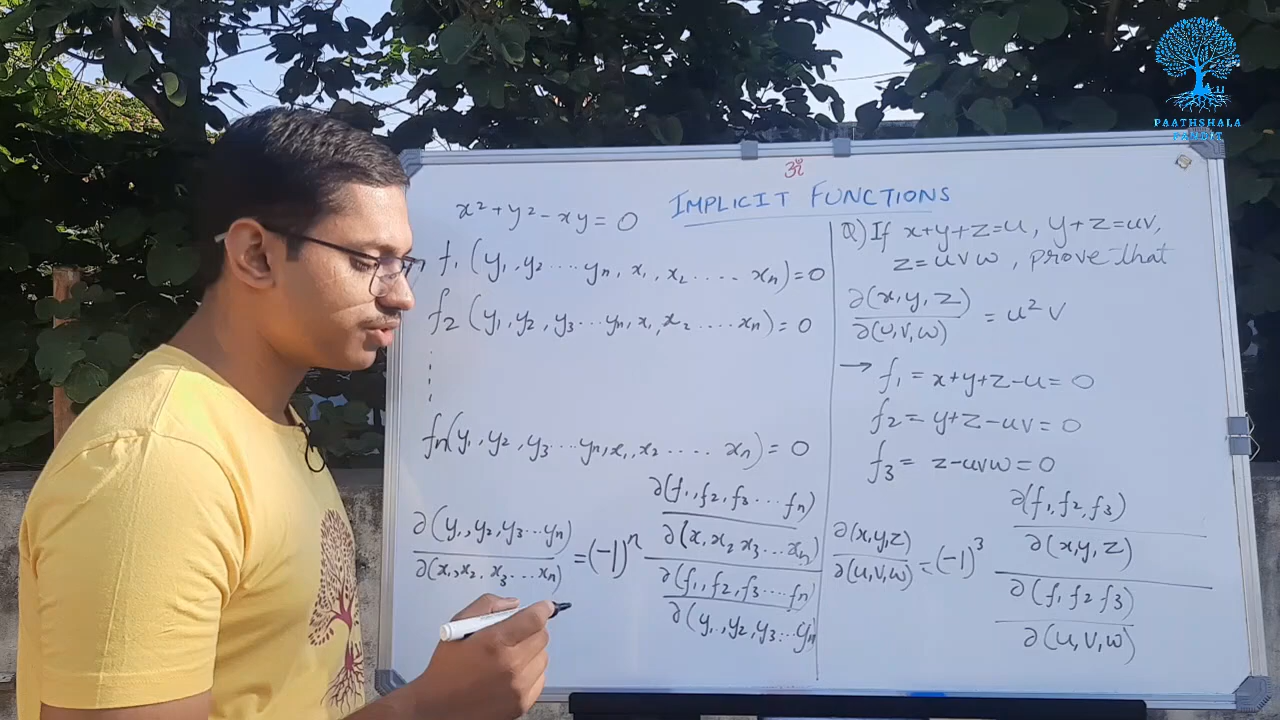 PAATHSHALA
PANDIT
ॐ
IMPLICIT FUNCTIONS
x² + y² - xy = 0
f₁ (y₁, y₂ .... yₙ, x₁, x₂ .... xₙ) = 0
f₂ (y₁, y₂, y₃ ... yₙ, x₁, x₂ .... xₙ) = 0
fₙ(y₁, y₂, y₃ ... yₙ, x₁, x₂ .... xₙ) = 0
∂(y₁, y₂, y₃ ... yₙ) / ∂(x₁, x₂, x₃ ... xₙ) = (-1)ⁿ [∂(f₁, f₂, f₃ ... fₙ) / ∂(x₁ x₂ x₃ ... xₙ)] / [∂(f₁, f₂, f₃ ... fₙ) / ∂(y₁, y₂, y₃ ... yₙ)]
Q) If x+y+z=u, y+z=uv,
z=uvw, prove that
∂(x, y, z) / ∂(u, v, w) = u² v
→ f₁ = x+y+z-u = 0
f₂ = y+z-uv = 0
f₃ = z-uvw = 0
∂(x, y, z) / ∂(u, v, w) = (-1)³ [∂(f₁, f₂, f₃) / ∂(x, y, z)] / [∂(f₁ f₂ f₃) / ∂(u, v, w)]